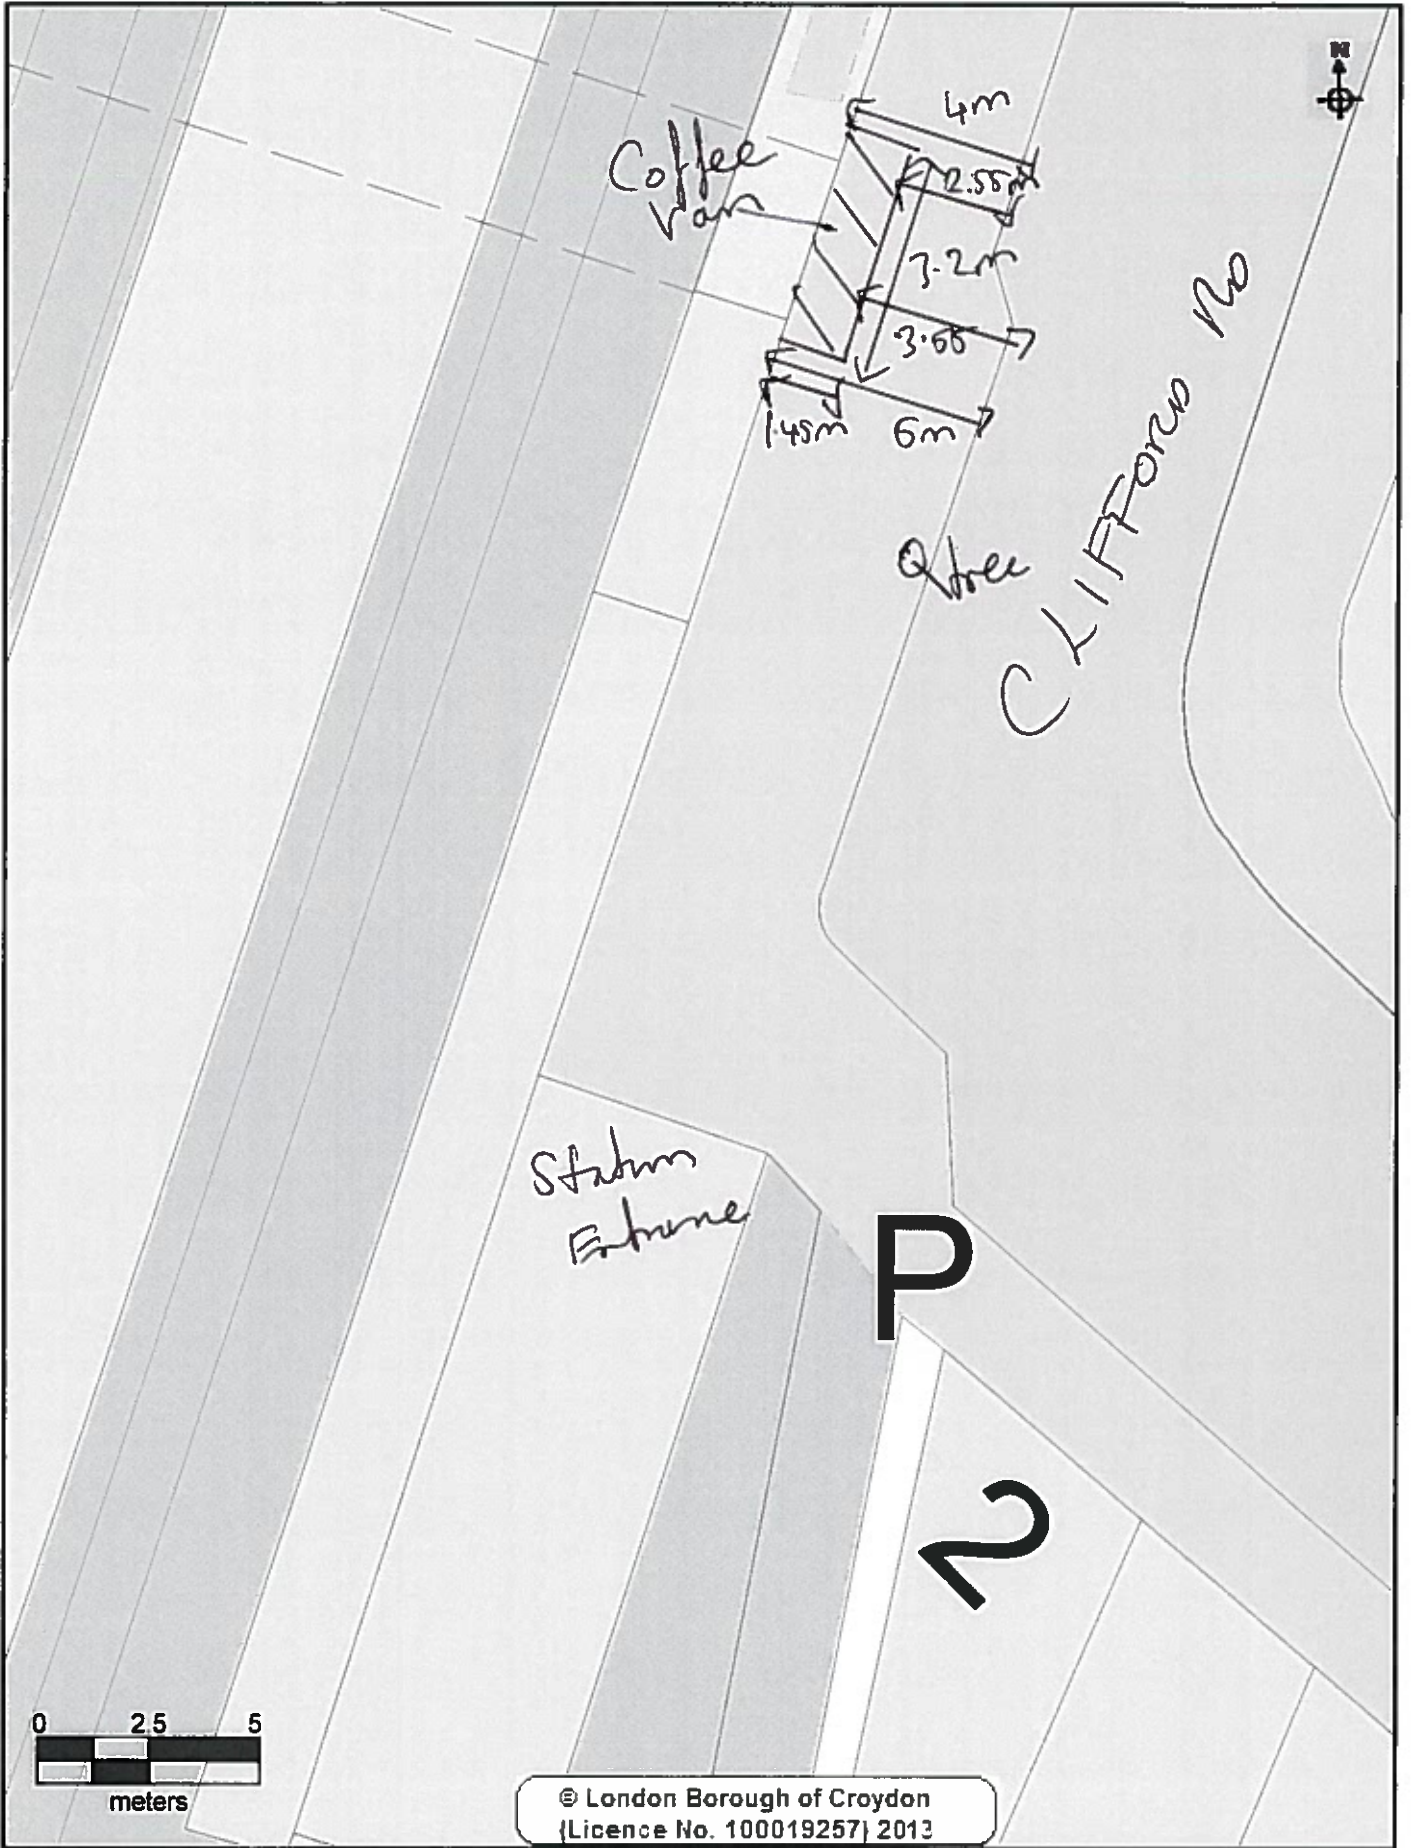 N
4m
Coffee
Van
2.55m
3.2m
3.55
1.45m
6m
CLIFFORD RD
tree
Station
Entrance
P
2
0 2.5 5
meters
© London Borough of Croydon
(Licence No. 100019257) 2013